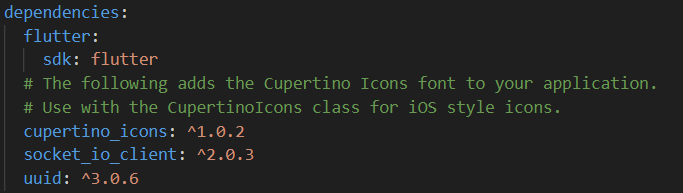 dependencies:
  flutter:
    sdk: flutter
  # The following adds the Cupertino Icons font to your application.
  # Use with the CupertinoIcons class for iOS style icons.
  cupertino_icons: ^1.0.2
  socket_io_client: ^2.0.3
  uuid: ^3.0.6